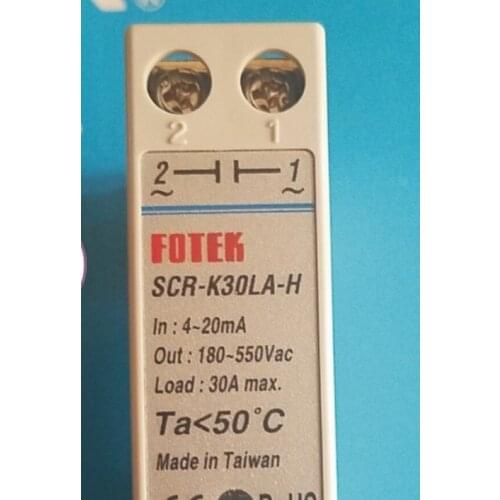 2 1
2 1
FOTEK
SCR-K30LA-H
In : 4~20mA
Out : 180~550Vac
Load : 30A max.
Ta<50°C
Made in Taiwan